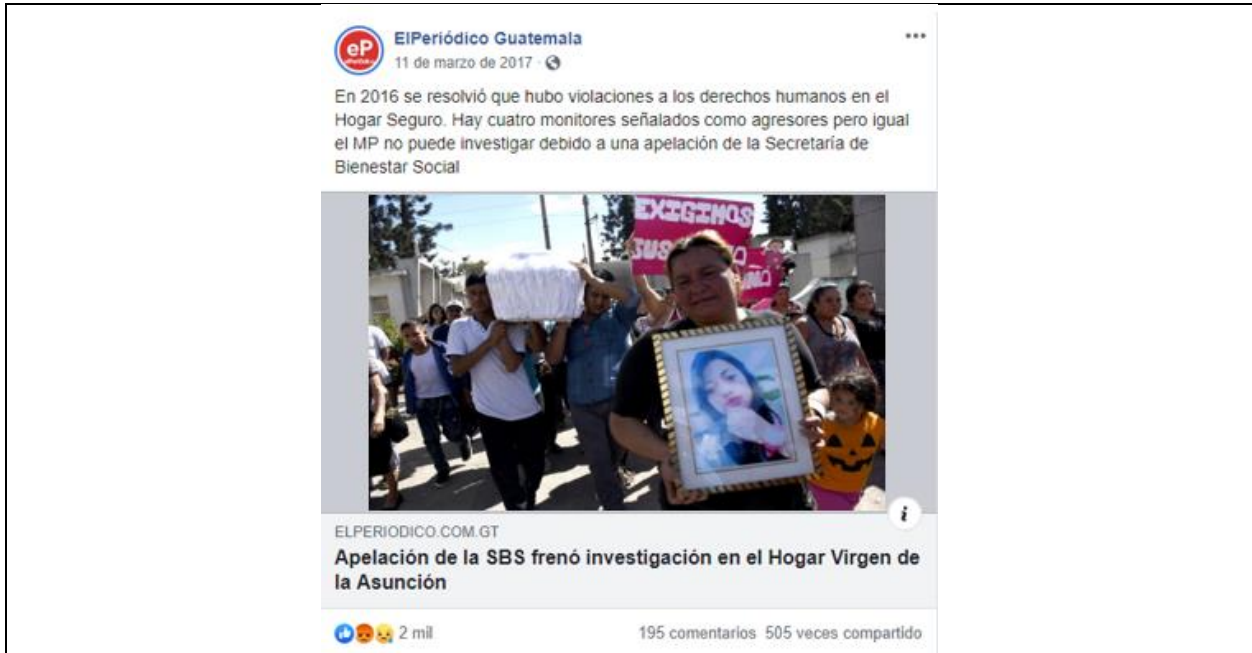 eP
ElPeriódico Guatemala
11 de marzo de 2017
En 2016 se resolvió que hubo violaciones a los derechos humanos en el
Hogar Seguro. Hay cuatro monitores señalados como agresores pero igual
el MP no puede investigar debido a una apelación de la Secretaría de
Bienestar Social
EXIGIMOS
ELPERIODICO.COM.GT
Apelación de la SBS frenó investigación en el Hogar Virgen de
la Asunción
2 mil
195 comentarios 505 veces compartido